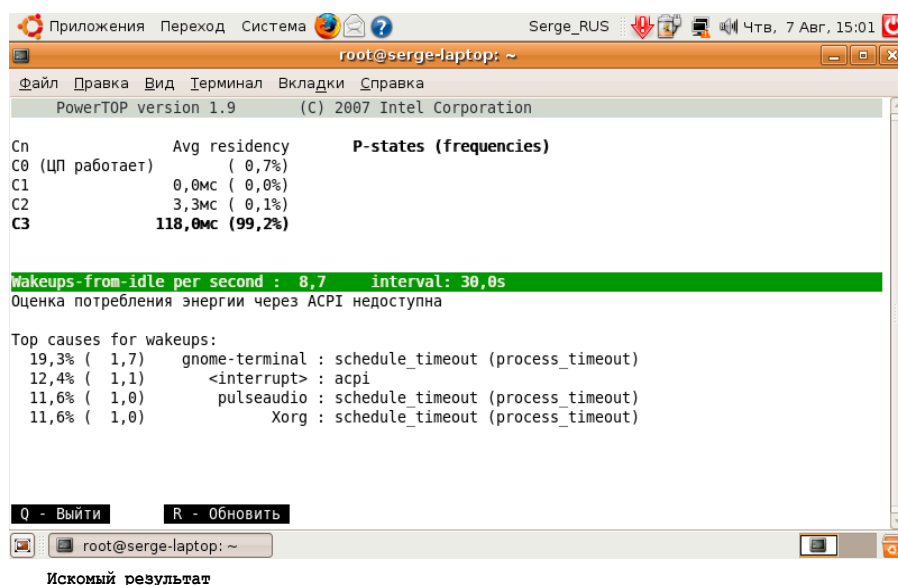 Приложения Переход Система Serge_RUS Чтв, 7 Авг, 15:01
root@serge-laptop: ~
Файл Правка Вид Терминал Вкладки Справка
PowerTOP version 1.9 (C) 2007 Intel Corporation
Cn Avg residency P-states (frequencies)
C0 (ЦП работает) ( 0,7%)
C1 0,0мс ( 0,0%)
C2 3,3мс ( 0,1%)
C3 118,0мс (99,2%)
Wakeups-from-idle per second : 8,7 interval: 30,0s
Оценка потребления энергии через ACPI недоступна
Top causes for wakeups:
19,3% ( 1,7) gnome-terminal : schedule_timeout (process_timeout)
12,4% ( 1,1) <interrupt> : acpi
11,6% ( 1,0) pulseaudio : schedule_timeout (process_timeout)
11,6% ( 1,0) Xorg : schedule_timeout (process_timeout)
Q - Выйти R - Обновить
root@serge-laptop: ~
Искомый результат